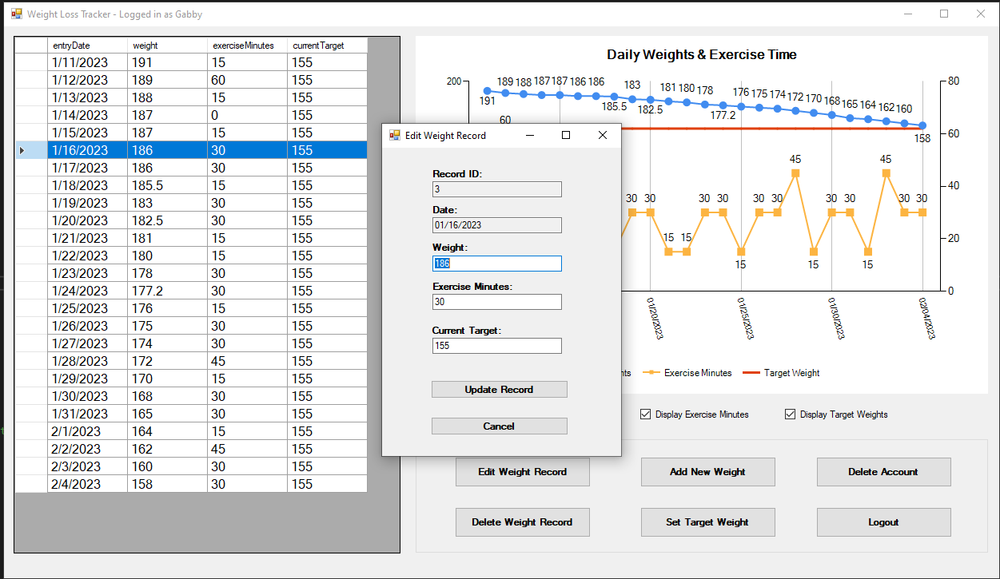 Weight Loss Tracker - Logged in as Gabby
entryDate weight exerciseMinutes currentTarget
1/11/2023 191 15 155
1/12/2023 189 60 155
1/13/2023 188 15 155
1/14/2023 187 0 155
1/15/2023 187 15 155
1/16/2023 186 30 155
1/17/2023 186 30 155
1/18/2023 185.5 15 155
1/19/2023 183 30 155
1/20/2023 182.5 30 155
1/21/2023 181 15 155
1/22/2023 180 15 155
1/23/2023 178 30 155
1/24/2023 177.2 30 155
1/25/2023 176 15 155
1/26/2023 175 30 155
1/27/2023 174 30 155
1/28/2023 172 45 155
1/29/2023 170 15 155
1/30/2023 168 30 155
1/31/2023 165 30 155
2/1/2023 164 15 155
2/2/2023 162 45 155
2/3/2023 160 30 155
2/4/2023 158 30 155
Daily Weights & Exercise Time
200
191 189 188 187 187 186 186 185.5 183 182.5 181 180 178 177.2 176 175 174 172 170 168 165 164 162 160 158
60
30 30 15 15 30 30 15 30 30 45 15 30 30 15 45 30 30
80
60
40
20
0
01/20/2023 01/25/2023 01/30/2023 02/04/2023
Exercise Minutes Target Weight
Display Exercise Minutes Display Target Weights
Edit Weight Record
Record ID:
3
Date:
01/16/2023
Weight:
186
Exercise Minutes:
30
Current Target:
155
Update Record
Cancel
Edit Weight Record Add New Weight Delete Account
Delete Weight Record Set Target Weight Logout